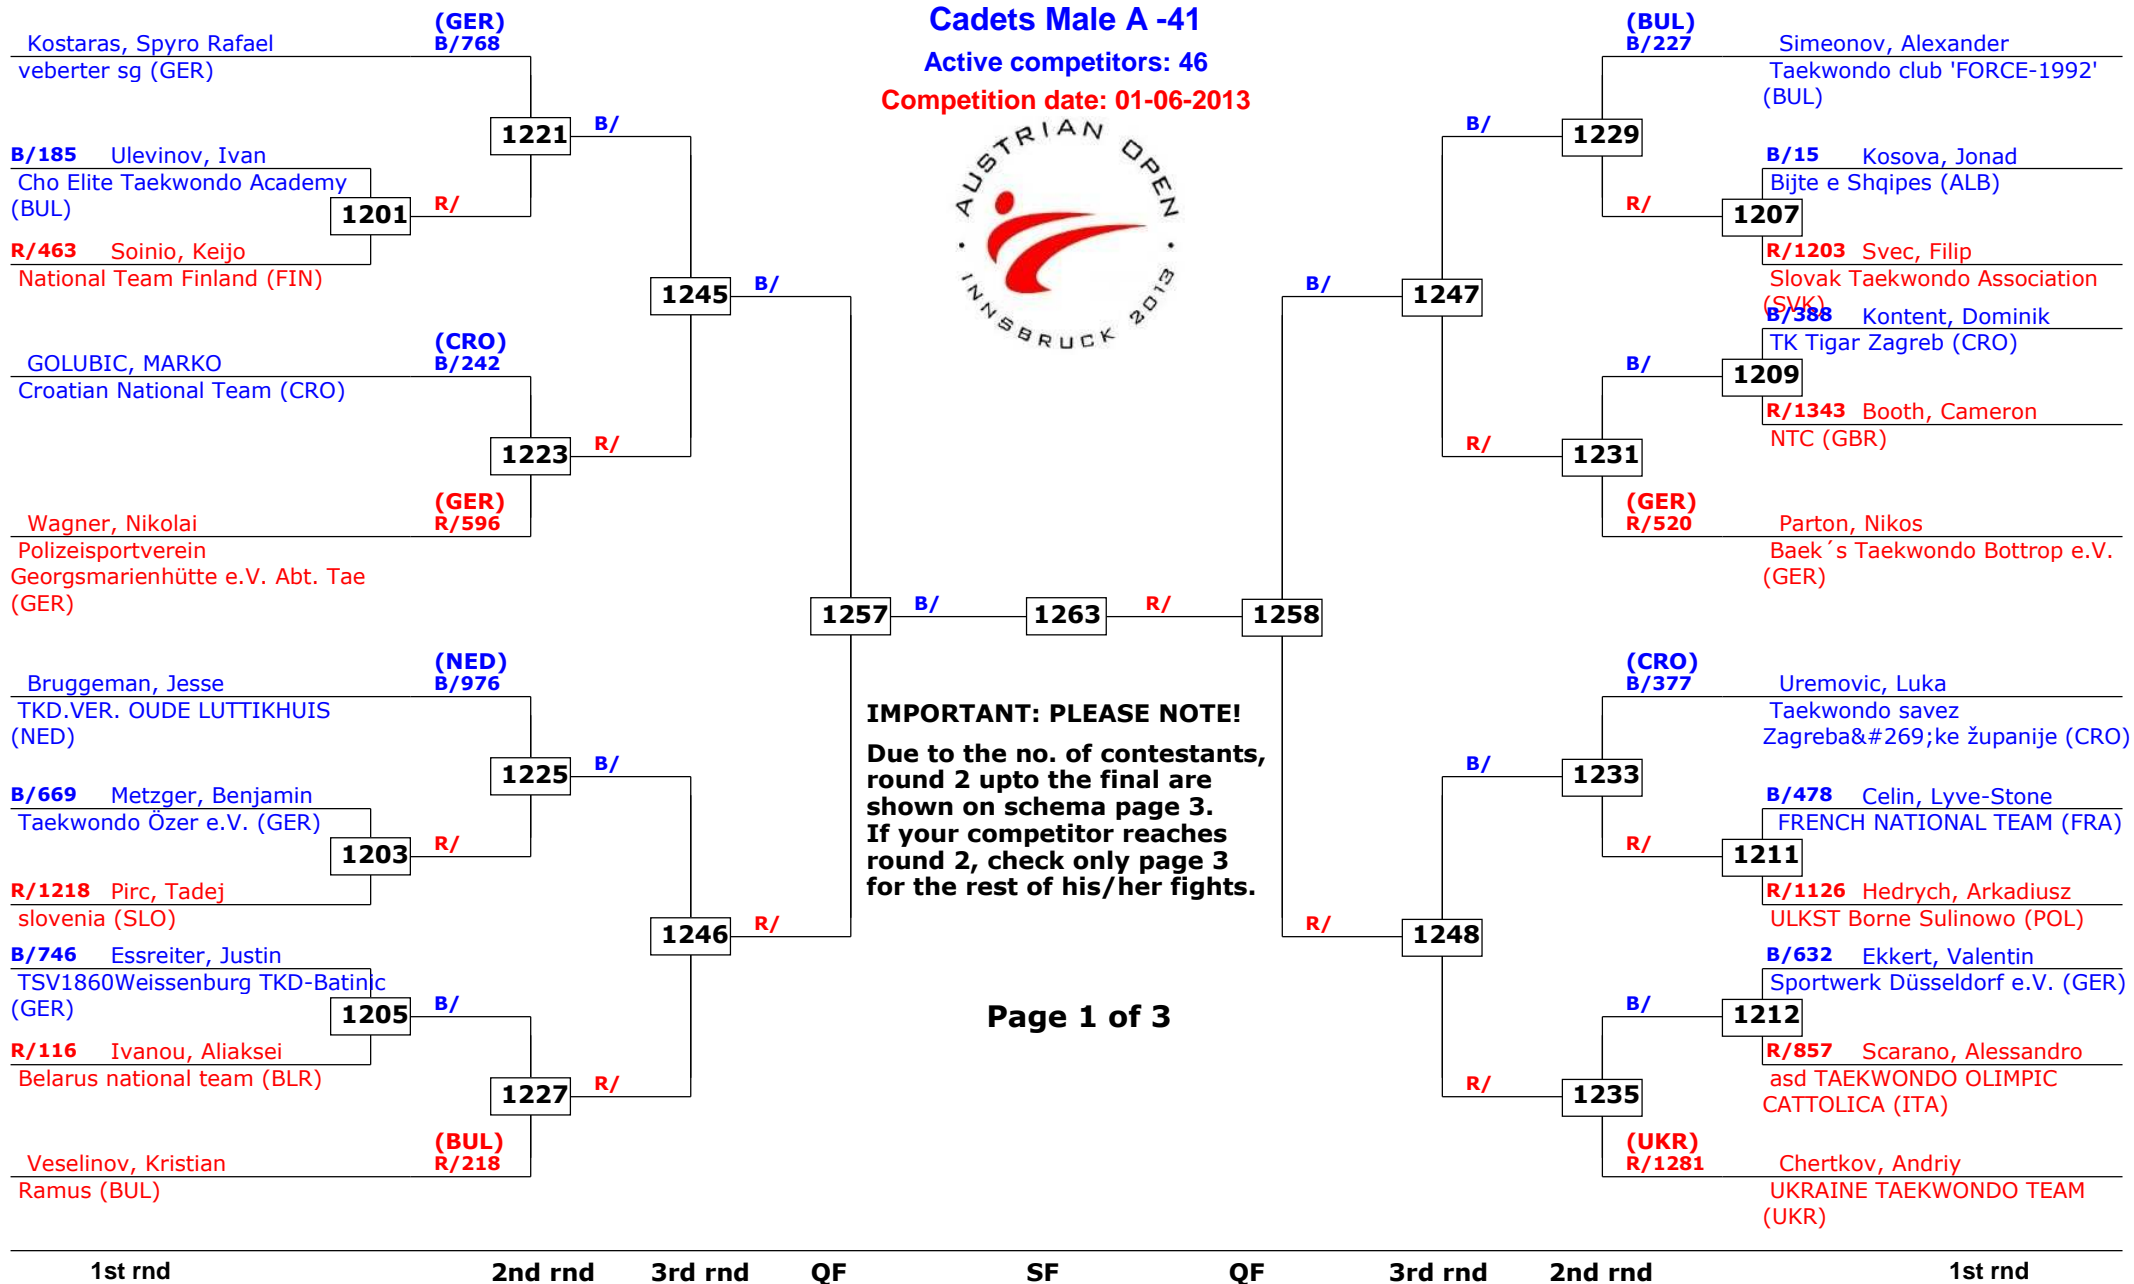 Cadets Male A -41
Active competitors: 46
Competition date: 01-06-2013
AUSTRIAN OPEN
· INNSBRUCK 2013 ·
(GER)
Kostaras, Spyro Rafael B/768
veberter sg (GER)
1221
B/
B/185 Ulevinov, Ivan
Cho Elite Taekwondo Academy
(BUL)
1201
R/
R/463 Soinio, Keijo
National Team Finland (FIN)
1245
B/
(CRO)
GOLUBIC, MARKO B/242
Croatian National Team (CRO)
1223
R/
(GER)
Wagner, Nikolai R/596
Polizeisportverein
Georgsmarienhütte e.V. Abt. Tae
(GER)
1257
B/
1263
R/
1258
(NED)
Bruggeman, Jesse B/976
TKD.VER. OUDE LUTTIKHUIS
(NED)
1225
B/
B/669 Metzger, Benjamin
Taekwondo Özer e.V. (GER)
1203
R/
R/1218 Pirc, Tadej
slovenia (SLO)
1246
R/
B/746 Essreiter, Justin
TSV1860Weissenburg TKD-Batinic
(GER)
1205
B/
R/116 Ivanou, Aliaksei
Belarus national team (BLR)
1227
R/
(BUL)
Veselinov, Kristian R/218
Ramus (BUL)
IMPORTANT: PLEASE NOTE!
Due to the no. of contestants,
round 2 upto the final are
shown on schema page 3.
If your competitor reaches
round 2, check only page 3
for the rest of his/her fights.
Page 1 of 3
(BUL)
B/227 Simeonov, Alexander
Taekwondo club 'FORCE-1992'
(BUL)
B/
1229
B/15 Kosova, Jonad
Bijte e Shqipes (ALB)
R/
1207
R/1203 Svec, Filip
Slovak Taekwondo Association
(SVK)
B/
1247
B/388 Kontent, Dominik
TK Tigar Zagreb (CRO)
B/
1209
R/1343 Booth, Cameron
NTC (GBR)
R/
1231
(GER)
R/520 Parton, Nikos
Baek´s Taekwondo Bottrop e.V.
(GER)
(CRO)
B/377 Uremovic, Luka
Taekwondo savez
Zagreba&#269;ke županije (CRO)
B/
1233
B/478 Celin, Lyve-Stone
FRENCH NATIONAL TEAM (FRA)
R/
1211
R/1126 Hedrych, Arkadiusz
ULKST Borne Sulinowo (POL)
R/
1248
B/632 Ekkert, Valentin
Sportwerk Düsseldorf e.V. (GER)
B/
1212
R/857 Scarano, Alessandro
asd TAEKWONDO OLIMPIC
CATTOLICA (ITA)
R/
1235
(UKR)
R/1281 Chertkov, Andriy
UKRAINE TAEKWONDO TEAM
(UKR)
1st rnd 2nd rnd 3rd rnd QF SF QF 3rd rnd 2nd rnd 1st rnd